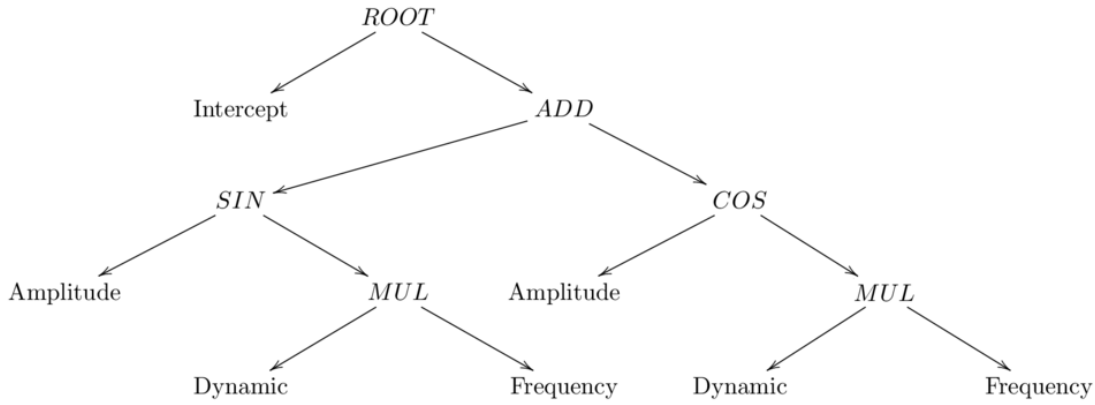 ROOT
Intercept ADD
SIN COS
Amplitude MUL Amplitude MUL
Dynamic Frequency Dynamic Frequency